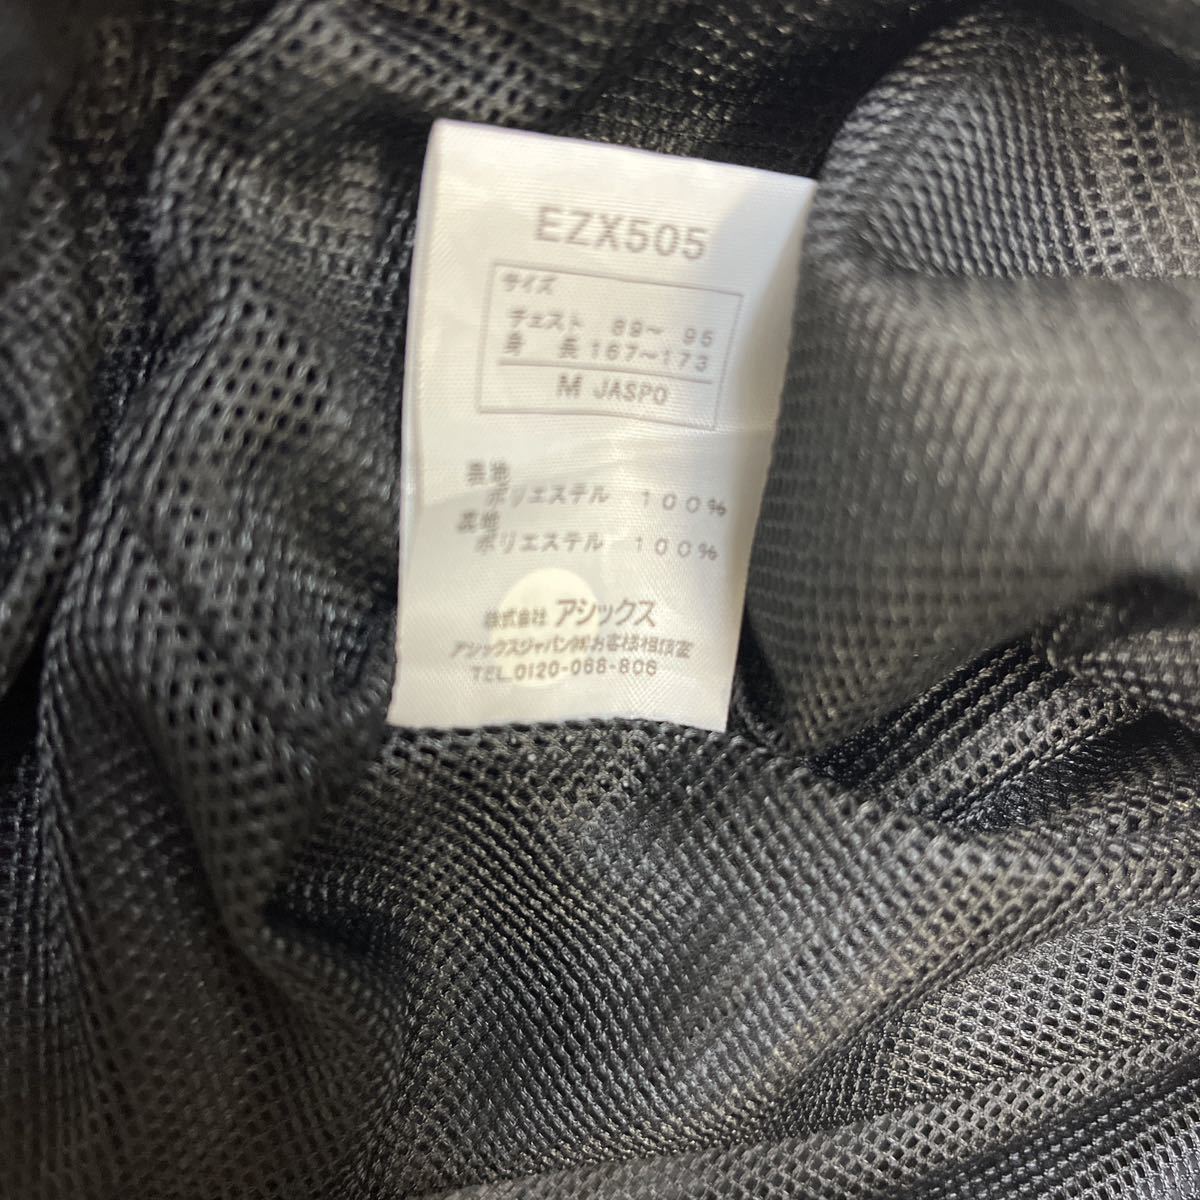 EZX505
サイズ
チェスト 89～ 95
身 長 167～173
M JASPO
表地
ポリエステル 100%
裏地
ポリエステル 100%
株式会社 アシックス
アシックスジャパン㈱お客様相談室
TEL.0120-068-806